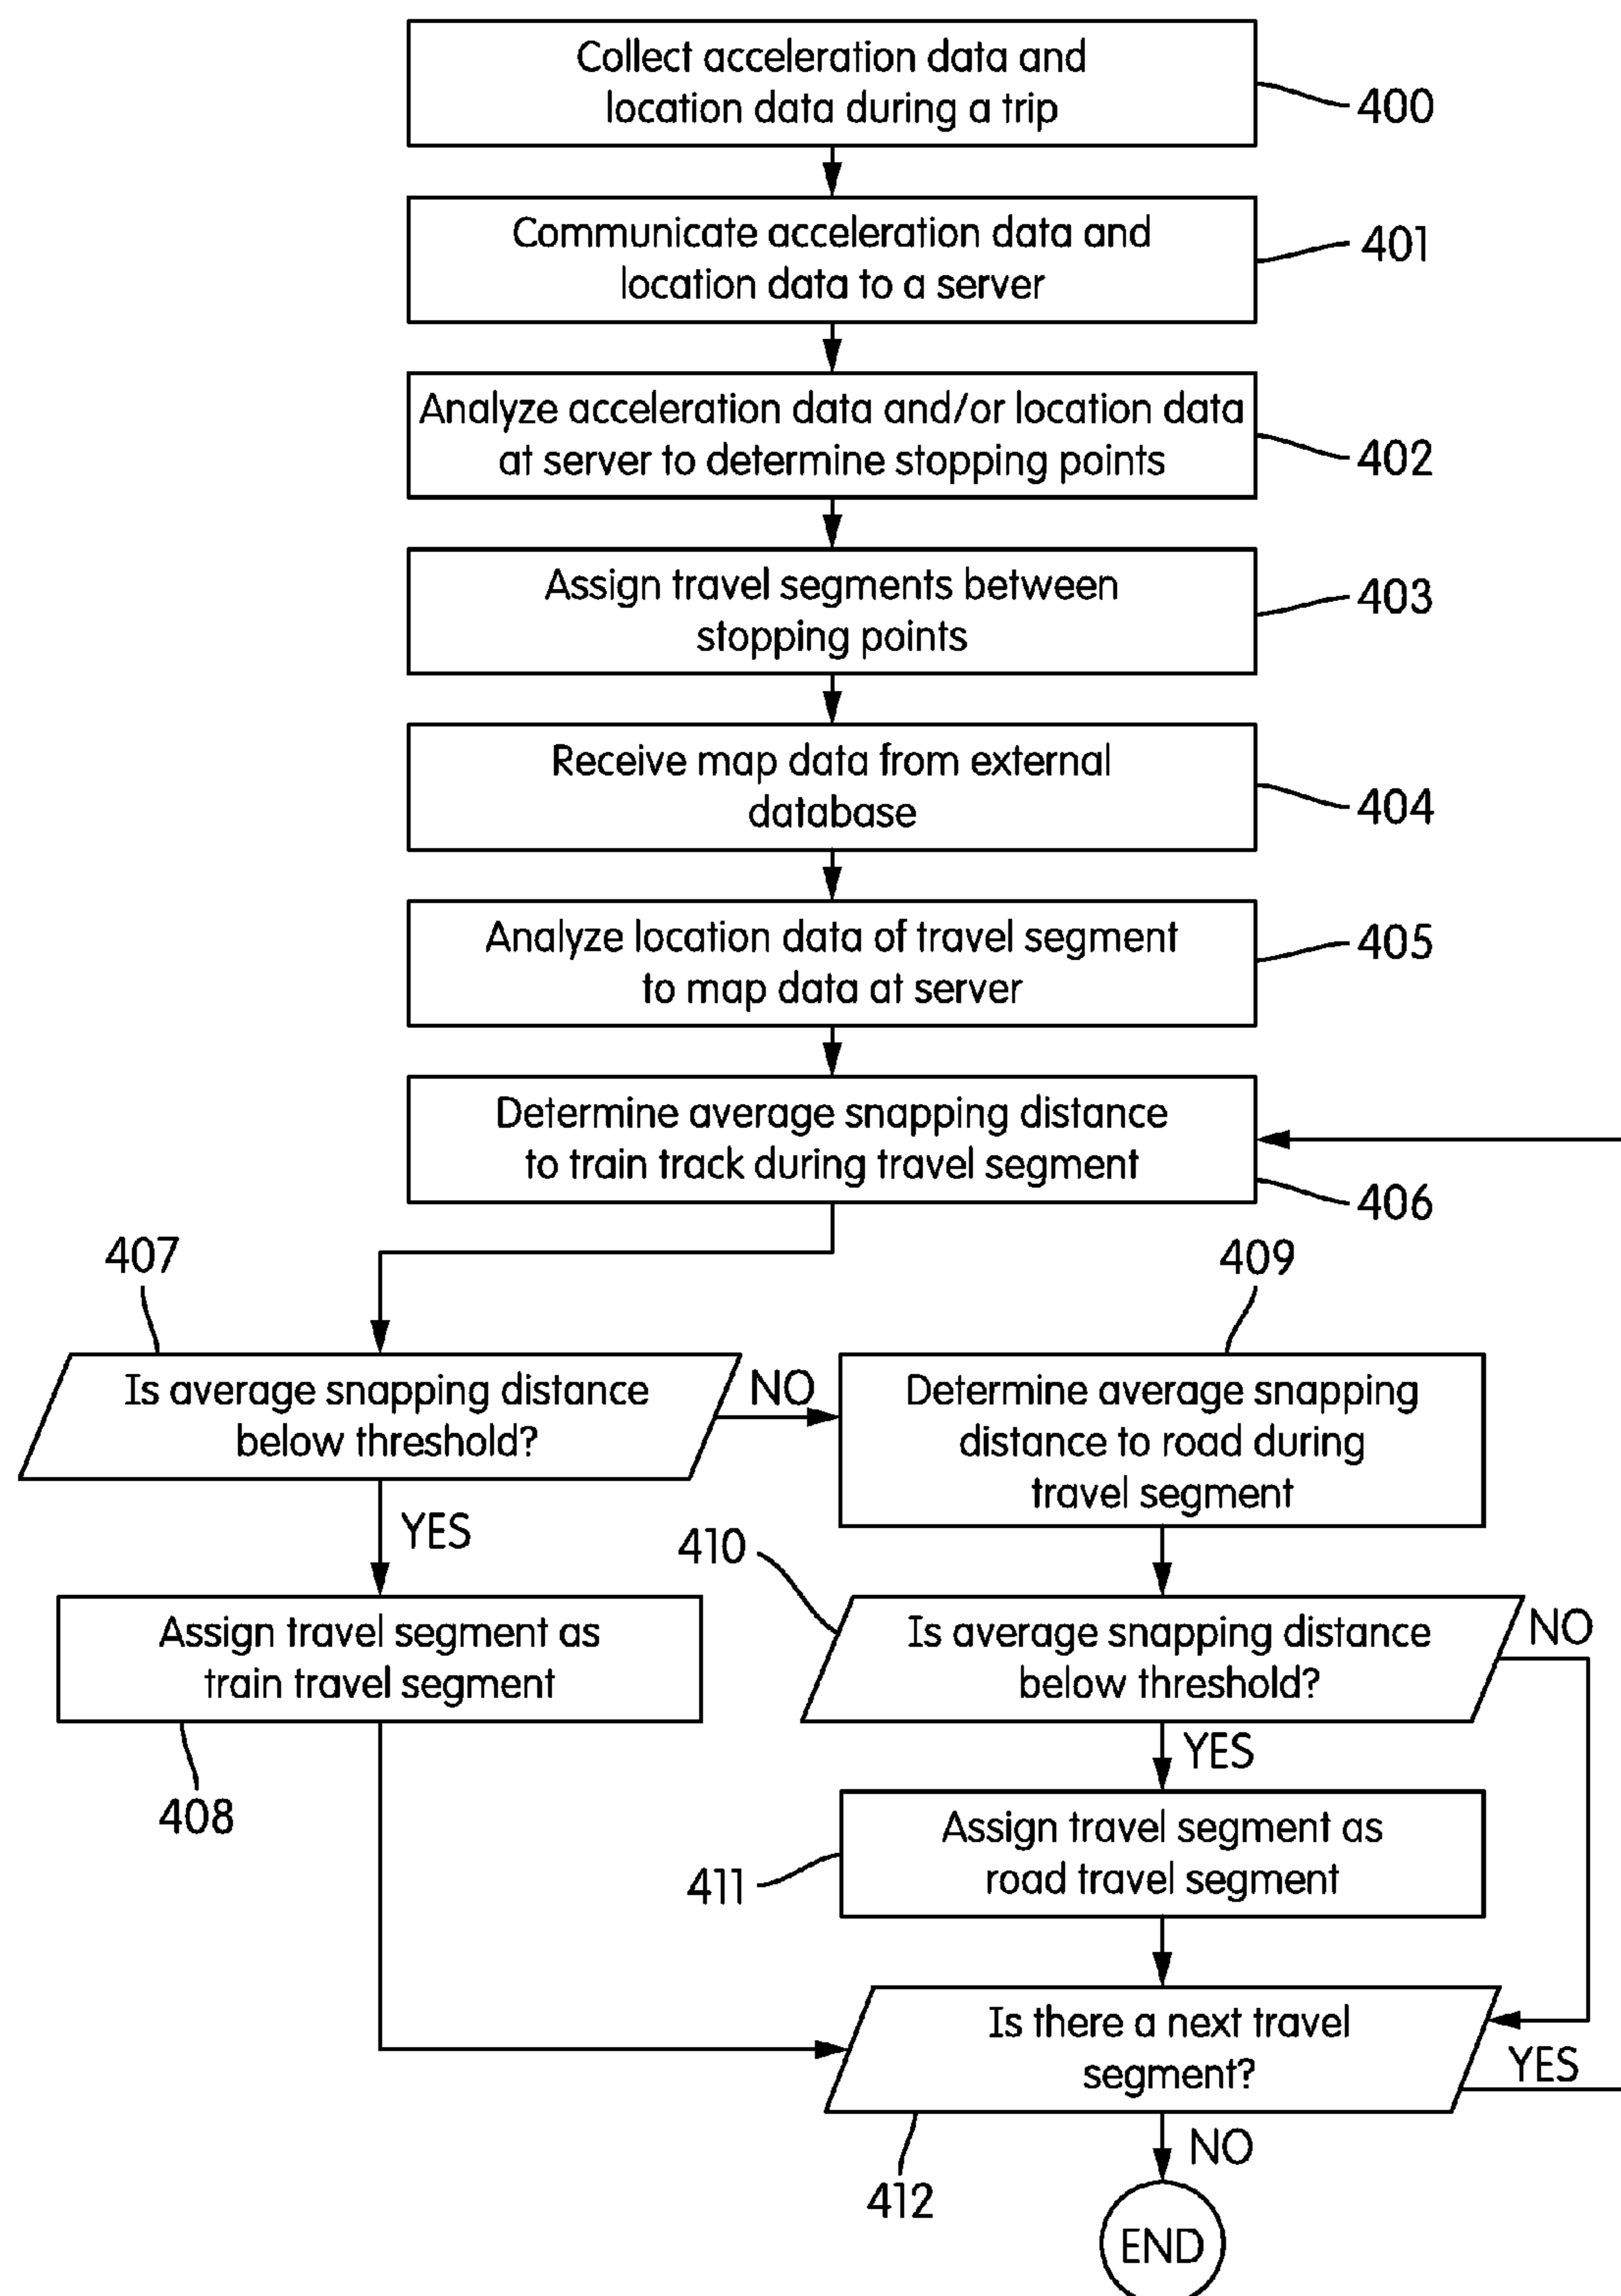 Collect acceleration data and
location data during a trip
400
Communicate acceleration data and
location data to a server
401
Analyze acceleration data and/or location data
at server to determine stopping points
402
Assign travel segments between
stopping points
403
Receive map data from external
database
404
Analyze location data of travel segment
to map data at server
405
Determine average snapping distance
to train track during travel segment
406
407
409
Is average snapping distance
below threshold?
NO
Determine average snapping
distance to road during
travel segment
YES
410
Assign travel segment as
train travel segment
408
Is average snapping distance
below threshold?
NO
YES
Assign travel segment as
road travel segment
411
Is there a next travel
segment?
YES
NO
412
END